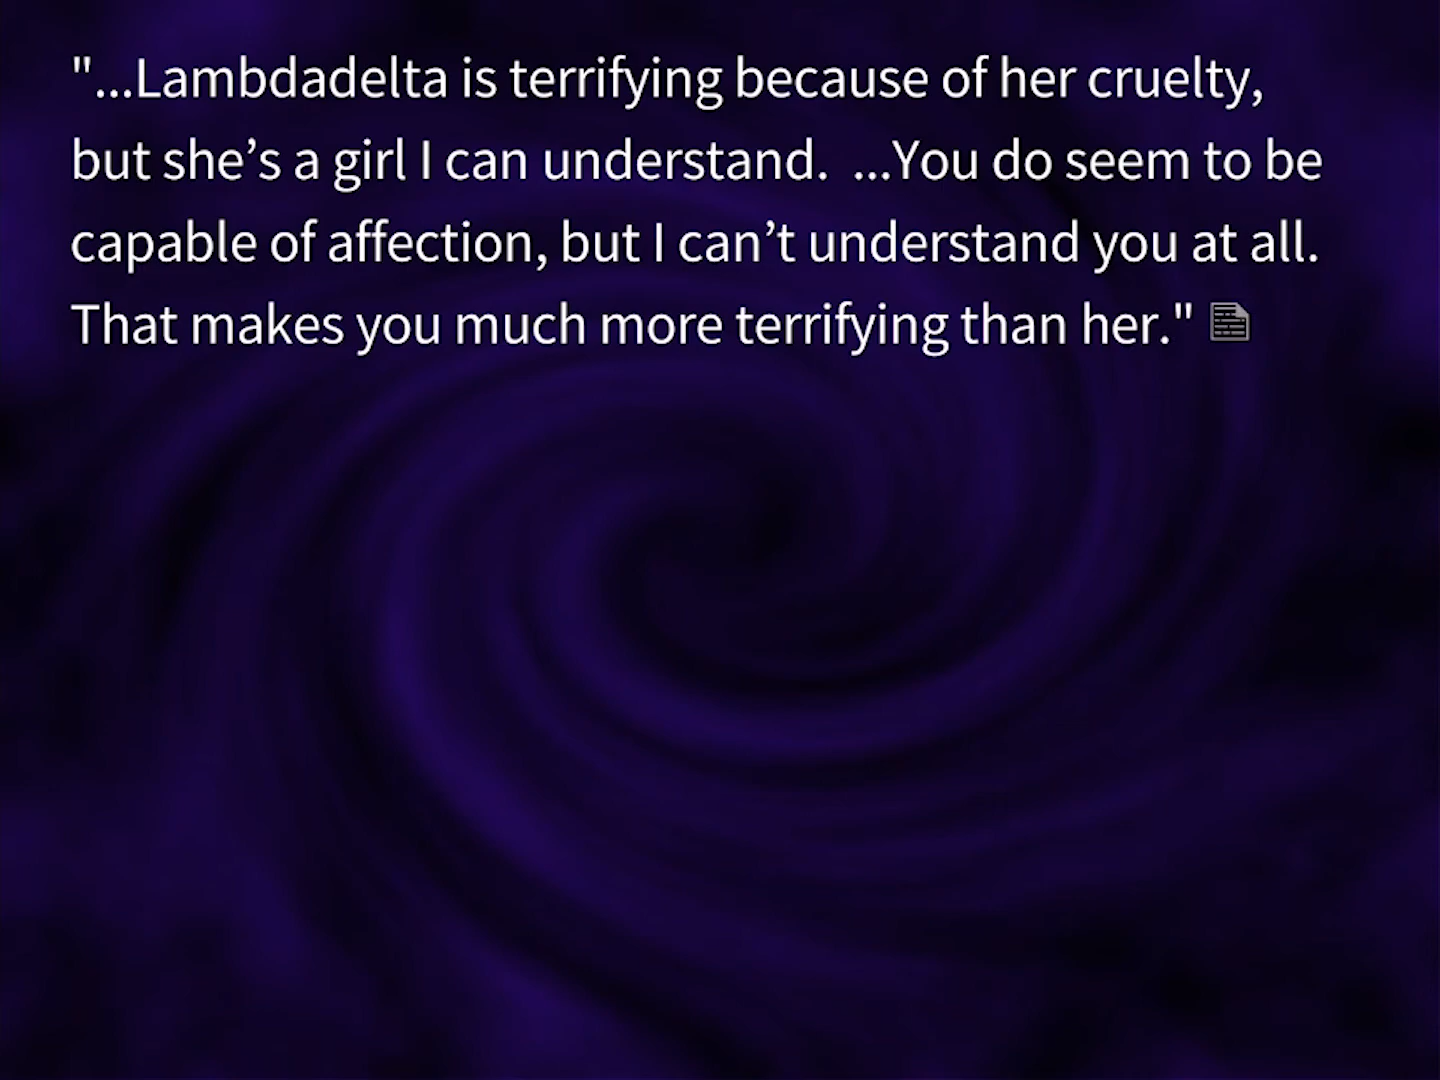 "...Lambdadelta is terrifying because of her cruelty,
but she’s a girl I can understand.  ...You do seem to be
capable of affection, but I can’t understand you at all.
That makes you much more terrifying than her."